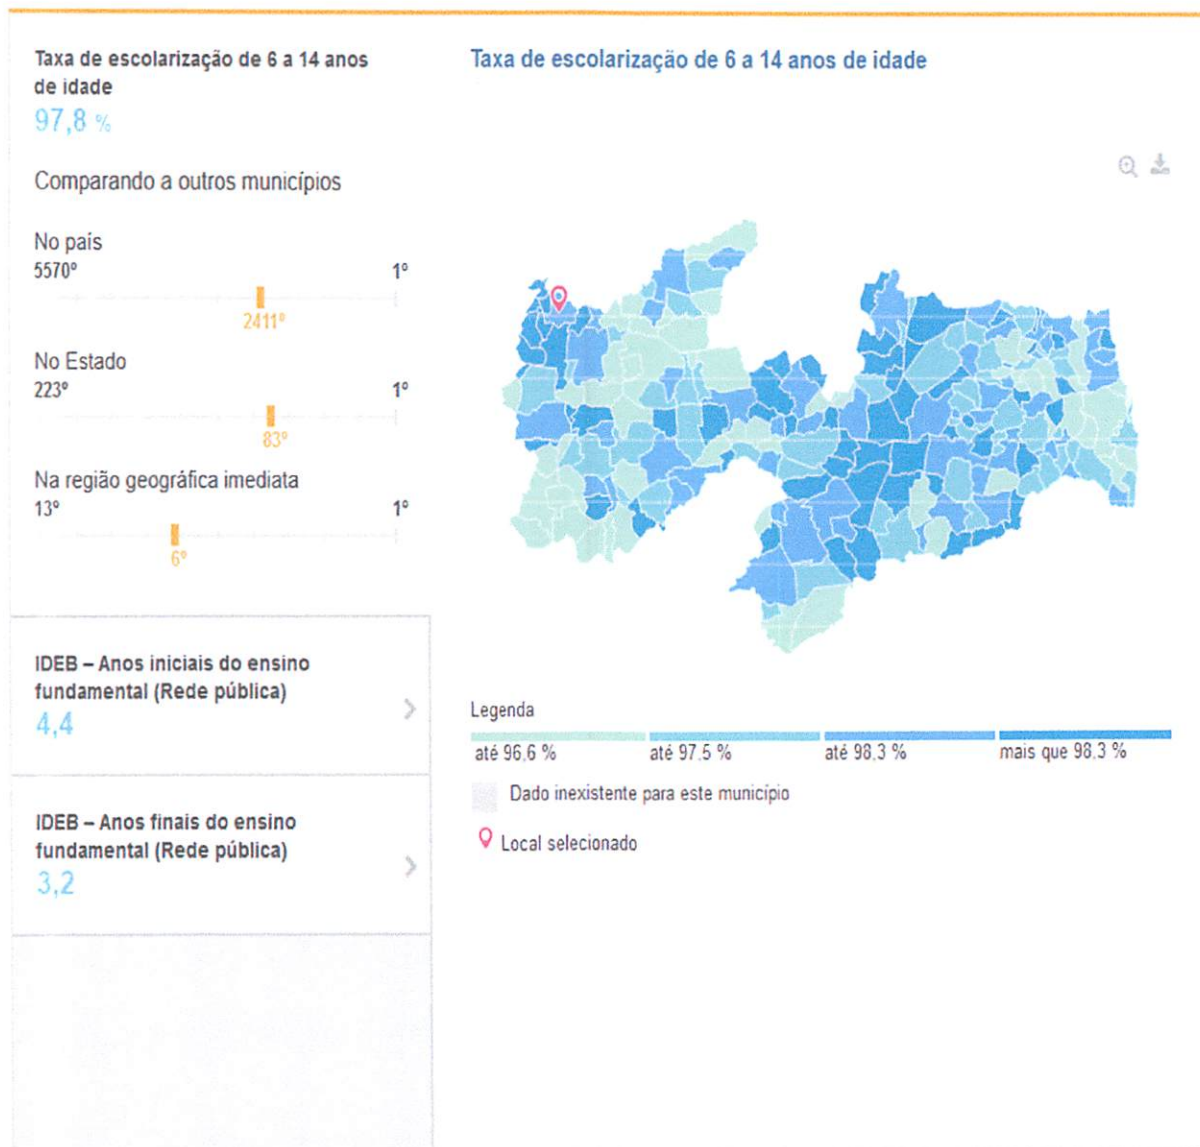 Taxa de escolarização de 6 a 14 anos
de idade
97,8 %
Comparando a outros municípios
No país
5570º 1º
2411º
No Estado
223º 1º
83º
Na região geográfica imediata
13º 1º
6º
IDEB – Anos iniciais do ensino
fundamental (Rede pública)
4,4
IDEB – Anos finais do ensino
fundamental (Rede pública)
3,2
Taxa de escolarização de 6 a 14 anos de idade
Legenda
até 96,6 % até 97,5 % até 98,3 % mais que 98,3 %
Dado inexistente para este município
Local selecionado